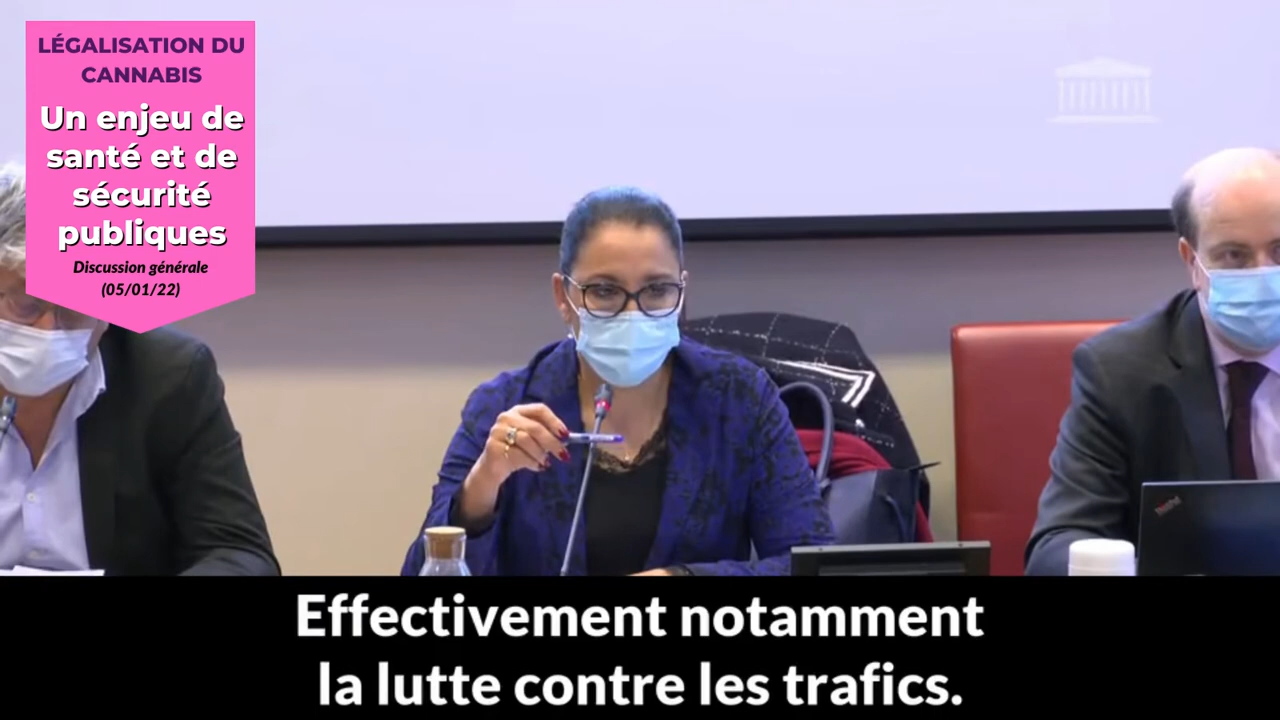 LÉGALISATION DU
CANNABIS
Un enjeu de
santé et de
sécurité
publiques
Discussion générale
(05/01/22)
ThinkPad
Effectivement notamment
la lutte contre les trafics.